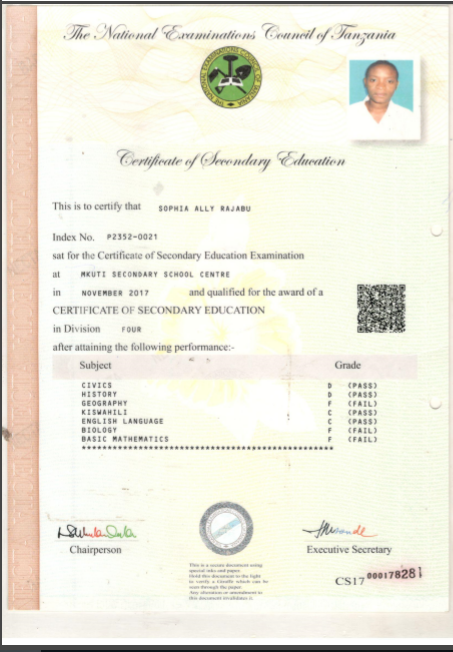 The National Examinations Council of Tanzania
Certificate of Secondary Education
This is to certify that SOPHIA ALLY RAJABU
Index No. P2352-0021
sat for the Certificate of Secondary Education Examination
at MKUTI SECONDARY SCHOOL CENTRE
in NOVEMBER 2017 and qualified for the award of a
CERTIFICATE OF SECONDARY EDUCATION
in Division FOUR
after attaining the following performance:-
Subject Grade
CIVICS D (PASS)
HISTORY D (PASS)
GEOGRAPHY F (FAIL)
KISWAHILI C (PASS)
ENGLISH LANGUAGE C (PASS)
BIOLOGY F (FAIL)
BASIC MATHEMATICS F (FAIL)
**************************************************
Chairperson Executive Secretary
This is a secure document using
special inks and paper.
Hold this document to the light
to verify a Giraffe which can be
seen through the paper.
Any alteration or amendment to
this document invalidates it.
CS17 000178281